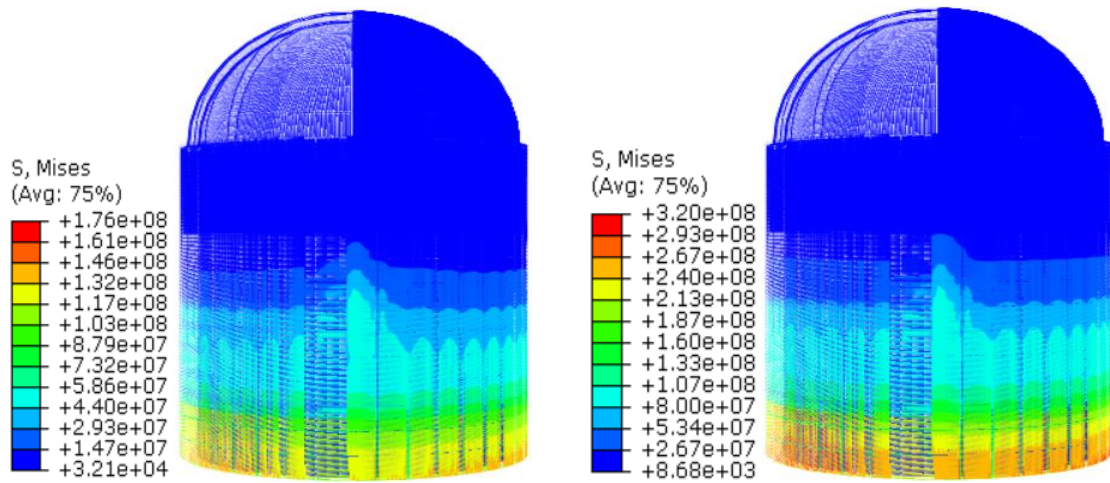 S, Mises
(Avg: 75%)
+1.76e+08
+1.61e+08
+1.46e+08
+1.32e+08
+1.17e+08
+1.03e+08
+8.79e+07
+7.32e+07
+5.86e+07
+4.40e+07
+2.93e+07
+1.47e+07
+3.21e+04
S, Mises
(Avg: 75%)
+3.20e+08
+2.93e+08
+2.67e+08
+2.40e+08
+2.13e+08
+1.87e+08
+1.60e+08
+1.33e+08
+1.07e+08
+8.00e+07
+5.34e+07
+2.67e+07
+8.68e+03